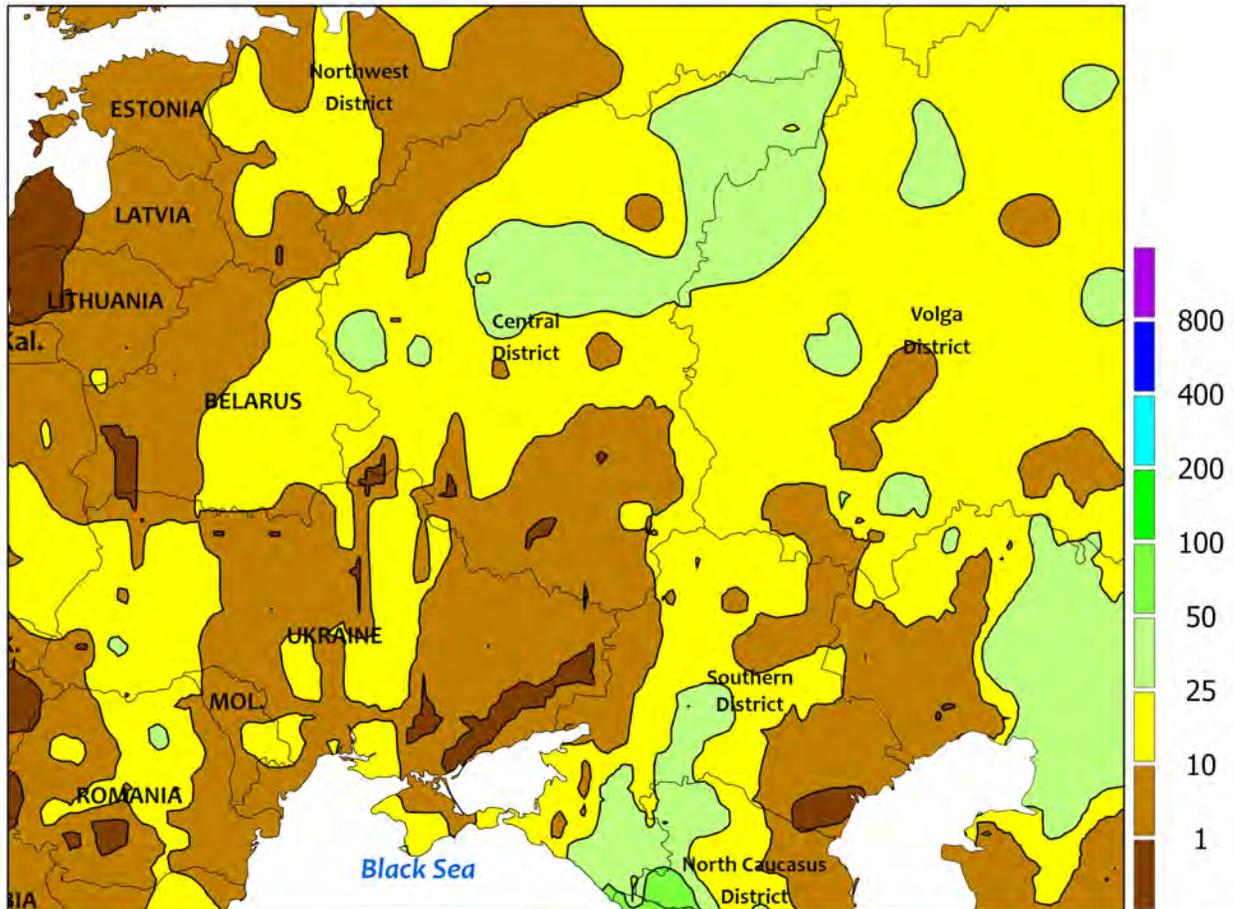 Northwest
District
ESTONIA
LATVIA
LITHUANIA
Kal.
Central
District
Volga
District
BELARUS
UKRAINE
MOL.
Southern
District
ROMANIA
Black Sea
North Caucasus
District
BIA
800
400
200
100
50
25
10
1